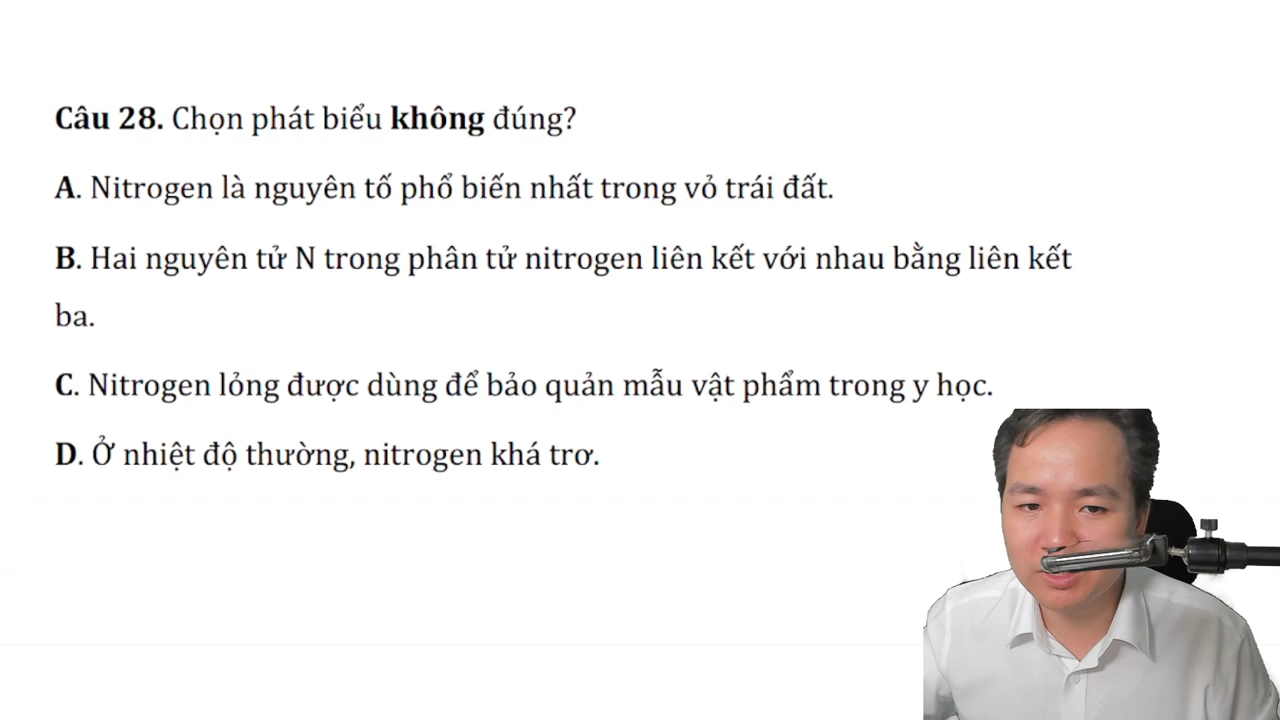 Câu 28. Chọn phát biểu không đúng?
A. Nitrogen là nguyên tố phổ biến nhất trong vỏ trái đất.
B. Hai nguyên tử N trong phân tử nitrogen liên kết với nhau bằng liên kết
ba.
C. Nitrogen lỏng được dùng để bảo quản mẫu vật phẩm trong y học.
D. Ở nhiệt độ thường, nitrogen khá trơ.